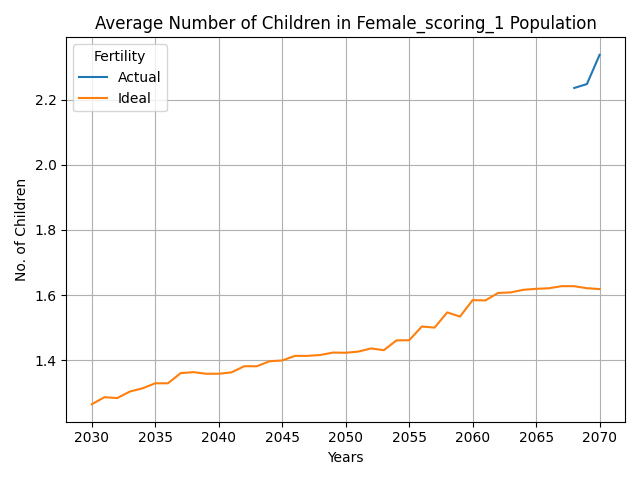 Average Number of Children in Female_scoring_1 Population
Fertility
Actual
Ideal
No. of Children
2.2
2.0
1.8
1.6
1.4
2030 2035 2040 2045 2050 2055 2060 2065 2070
Years